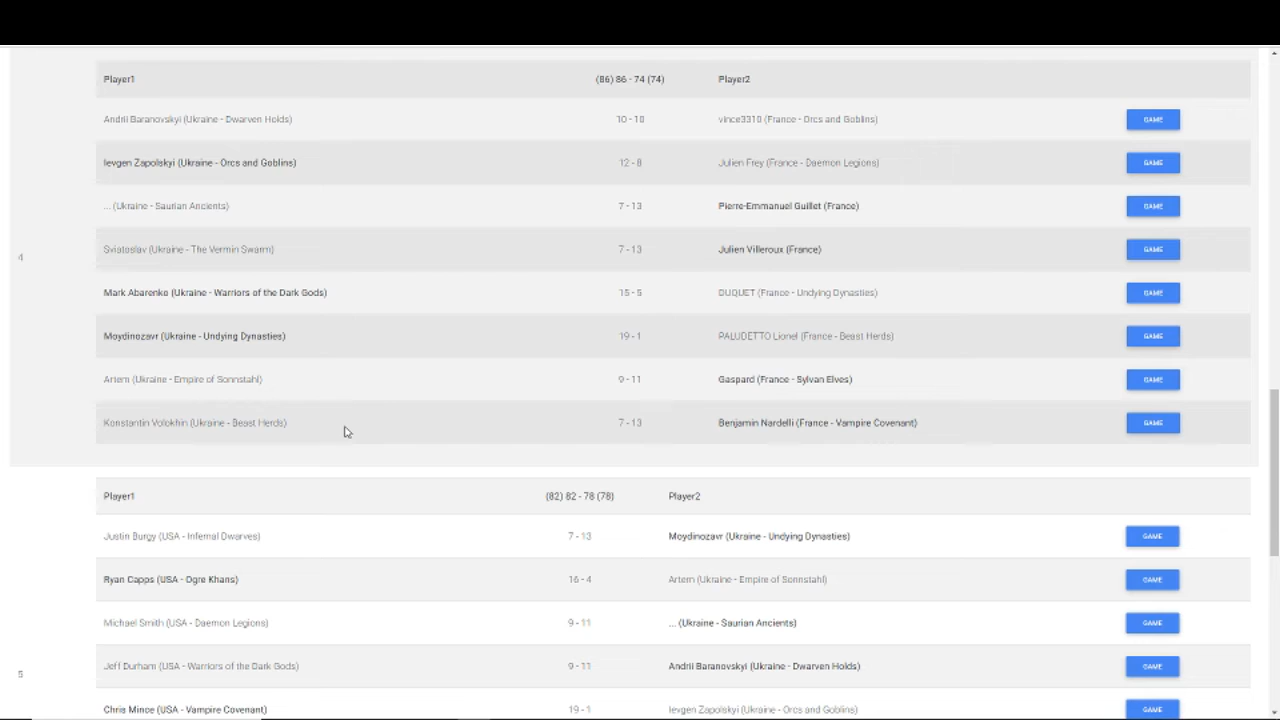 Player1 (86) 86 - 74 (74) Player2
Andrii Baranovskyi (Ukraine - Dwarven Holds) 10 - 10 vince3310 (France - Orcs and Goblins) GAME
Ievgen Zapolskyi (Ukraine - Orcs and Goblins) 12 - 8 Julien Frey (France - Daemon Legions) GAME
... (Ukraine - Saurian Ancients) 7 - 13 Pierre-Emmanuel Guillet (France) GAME
Sviatoslav (Ukraine - The Vermin Swarm) 7 - 13 Julien Villeroux (France) GAME
4
Mark Abarenko (Ukraine - Warriors of the Dark Gods) 15 - 5 DUQUET (France - Undying Dynasties) GAME
Moydinozavr (Ukraine - Undying Dynasties) 19 - 1 PALUDETTO Lionel (France - Beast Herds) GAME
Artem (Ukraine - Empire of Sonnstahl) 9 - 11 Gaspard (France - Sylvan Elves) GAME
Konstantin Volokhin (Ukraine - Beast Herds) 7 - 13 Benjamin Nardelli (France - Vampire Covenant) GAME
Player1 (82) 82 - 78 (78) Player2
Justin Burgy (USA - Infernal Dwarves) 7 - 13 Moydinozavr (Ukraine - Undying Dynasties) GAME
Ryan Capps (USA - Ogre Khans) 16 - 4 Artem (Ukraine - Empire of Sonnstahl) GAME
Michael Smith (USA - Daemon Legions) 9 - 11 ... (Ukraine - Saurian Ancients) GAME
Jeff Durham (USA - Warriors of the Dark Gods) 9 - 11 Andrii Baranovskyi (Ukraine - Dwarven Holds) GAME
5
Chris Mince (USA - Vampire Covenant) 19 - 1 Ievgen Zapolskyi (Ukraine - Orcs and Goblins) GAME